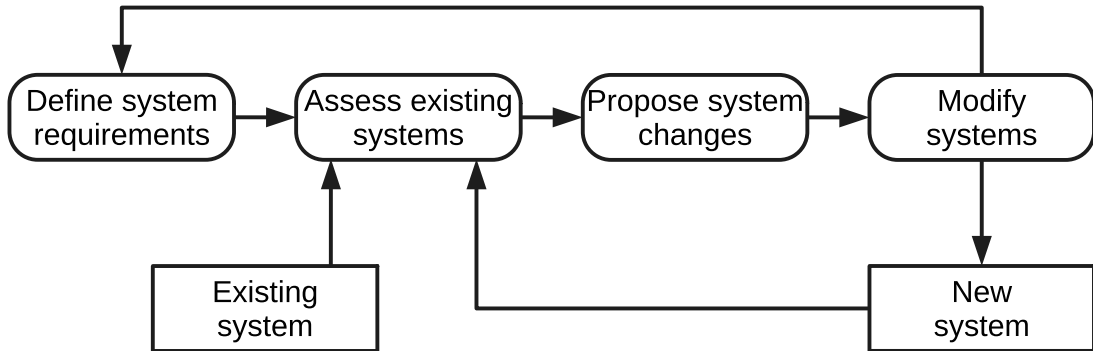 Define system
requirements
Assess existing
systems
Propose system
changes
Modify
systems
Existing
system
New
system